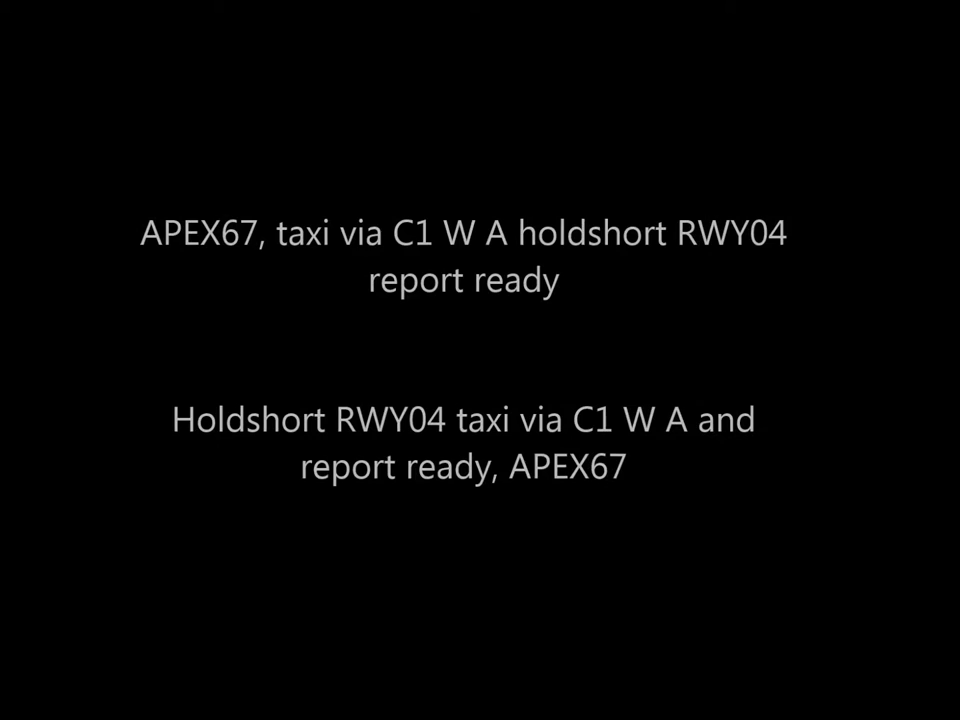 APEX67, taxi via C1 W A holdshort RWY04
report ready
Holdshort RWY04 taxi via C1 W A and
report ready, APEX67